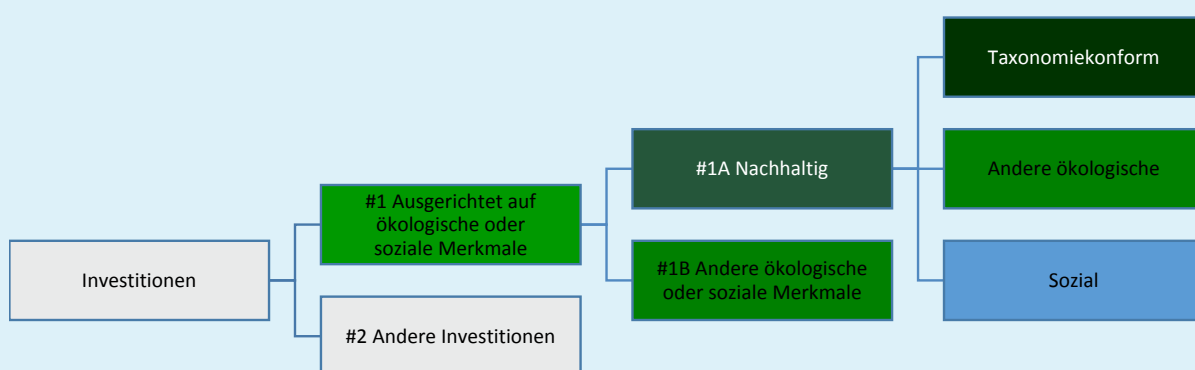 Investitionen
#1 Ausgerichtet auf
ökologische oder
soziale Merkmale
#2 Andere Investitionen
#1A Nachhaltig
#1B Andere ökologische
oder soziale Merkmale
Taxonomiekonform
Andere ökologische
Sozial